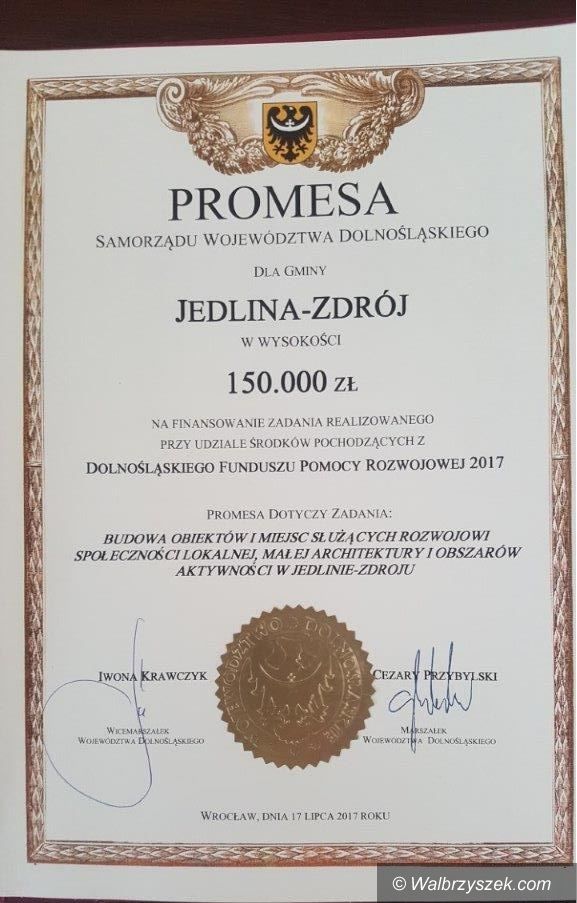 PROMESA
SAMORZĄDU WOJEWÓDZTWA DOLNOŚLĄSKIEGO
DLA GMINY
JEDLINA-ZDRÓJ
W WYSOKOŚCI
150.000 ZŁ
NA FINANSOWANIE ZADANIA REALIZOWANEGO
PRZY UDZIALE ŚRODKÓW POCHODZĄCYCH Z
DOLNOŚLĄSKIEGO FUNDUSZU POMOCY ROZWOJOWEJ 2017
PROMESA DOTYCZY ZADANIA:
BUDOWA OBIEKTÓW I MIEJSC SŁUŻĄCYCH ROZWOJOWI
SPOŁECZNOŚCI LOKALNEJ, MAŁEJ ARCHITEKTURY I OBSZARÓW
AKTYWNOŚCI W JEDLINIE-ZDROJU
IWONA KRAWCZYK
WICEMARSZAŁEK
WOJEWÓDZTWA DOLNOŚLĄSKIEGO
CEZARY PRZYBYLSKI
MARSZAŁEK
WOJEWÓDZTWA DOLNOŚLĄSKIEGO
WROCŁAW, DNIA 17 LIPCA 2017 ROKU
© Walbrzyszek.com